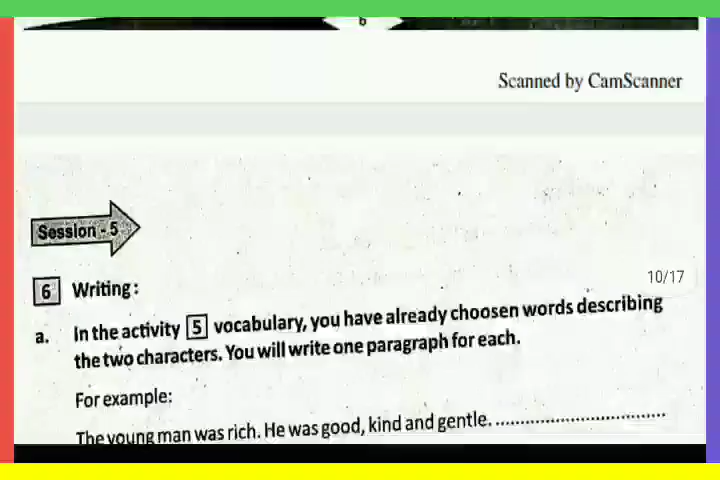 6
Scanned by CamScanner
Session - 5
10/17
6 Writing:
a. In the activity 5 vocabulary, you have already choosen words describing
the two characters. You will write one paragraph for each.
For example:
The young man was rich. He was good, kind and gentle. ..................................